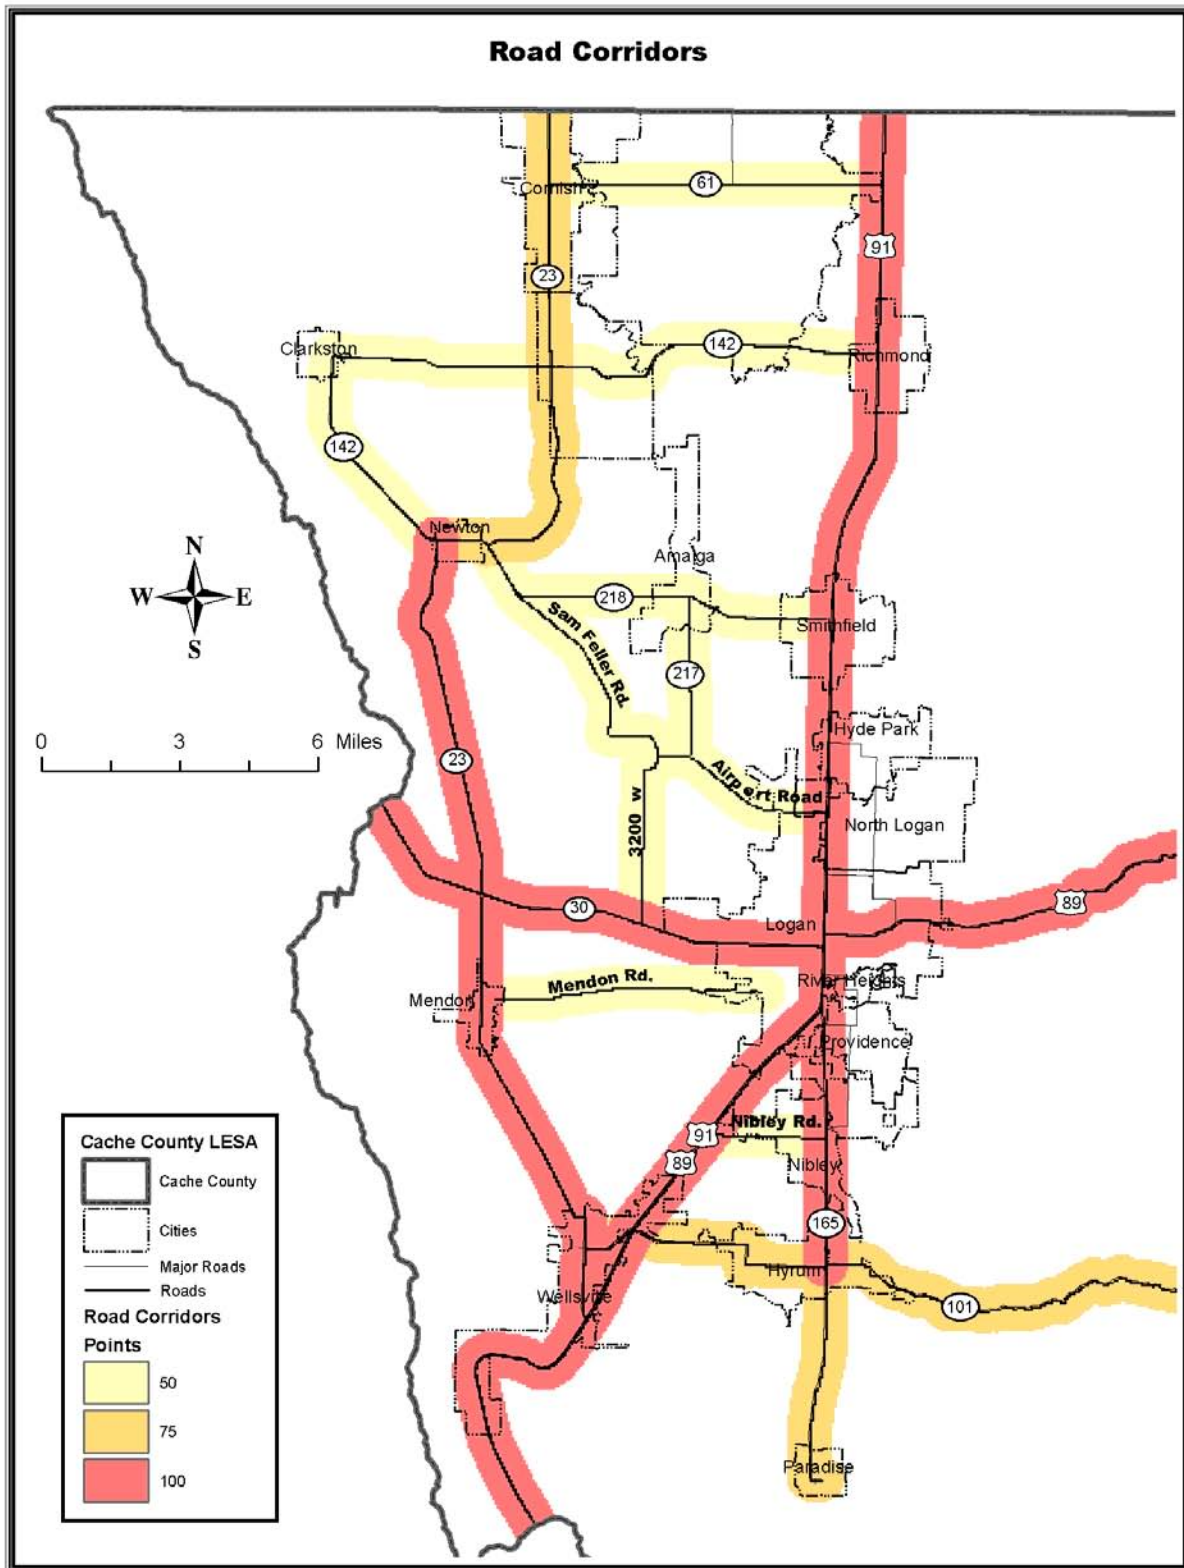 Road Corridors
Cornish
61
91
23
142
Clarkston
Richmond
142
Newton
N
W E
S
Amalga
218
Smithfield
Sam Feller Rd.
217
Hyde Park
0 3 6 Miles
23
Airport Road
3200 w
North Logan
30
89
Logan
Mendon Rd.
River Heights
Mendon
Providence
Nibley Rd.
91
89
Nibley
165
Hyrum
101
Wellsville
Paradise
Cache County LESA
Cache County
Cities
Major Roads
Roads
Road Corridors
Points
50
75
100